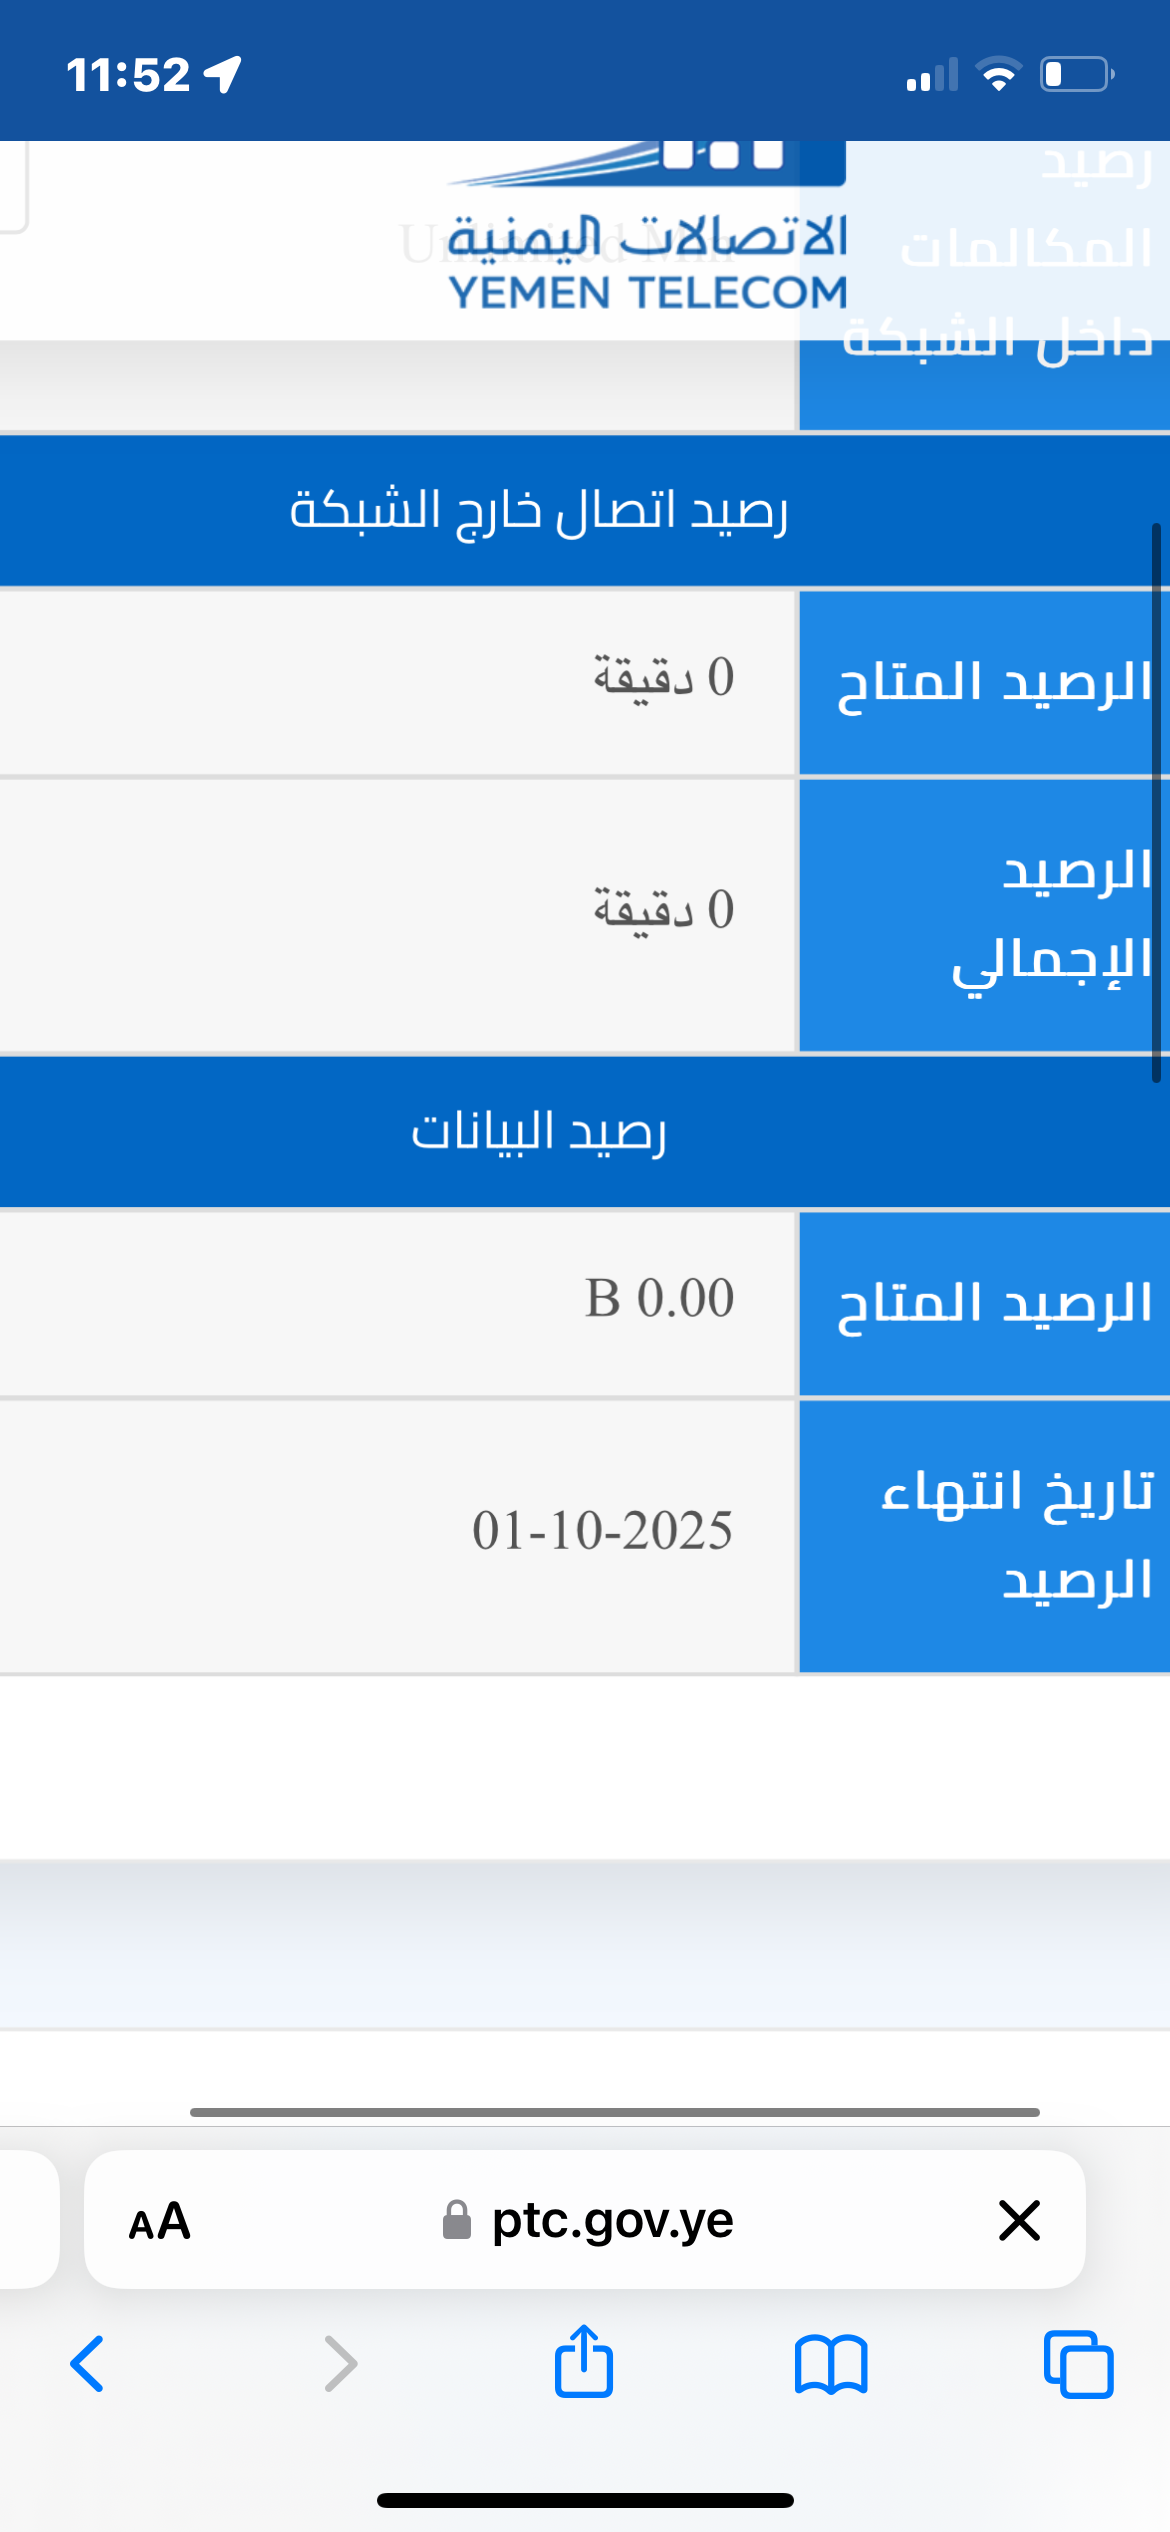 11:52
رصيد
المكالمات
داخل الشبكة
Unlimited Min
الاتصالات اليمنية
YEMEN TELECOM
رصيد اتصال خارج الشبكة
الرصيد المتاح
0 دقيقة
الرصيد
الإجمالي
0 دقيقة
رصيد البيانات
الرصيد المتاح
B 0.00
تاريخ انتهاء
الرصيد
01-10-2025
AA
ptc.gov.ye